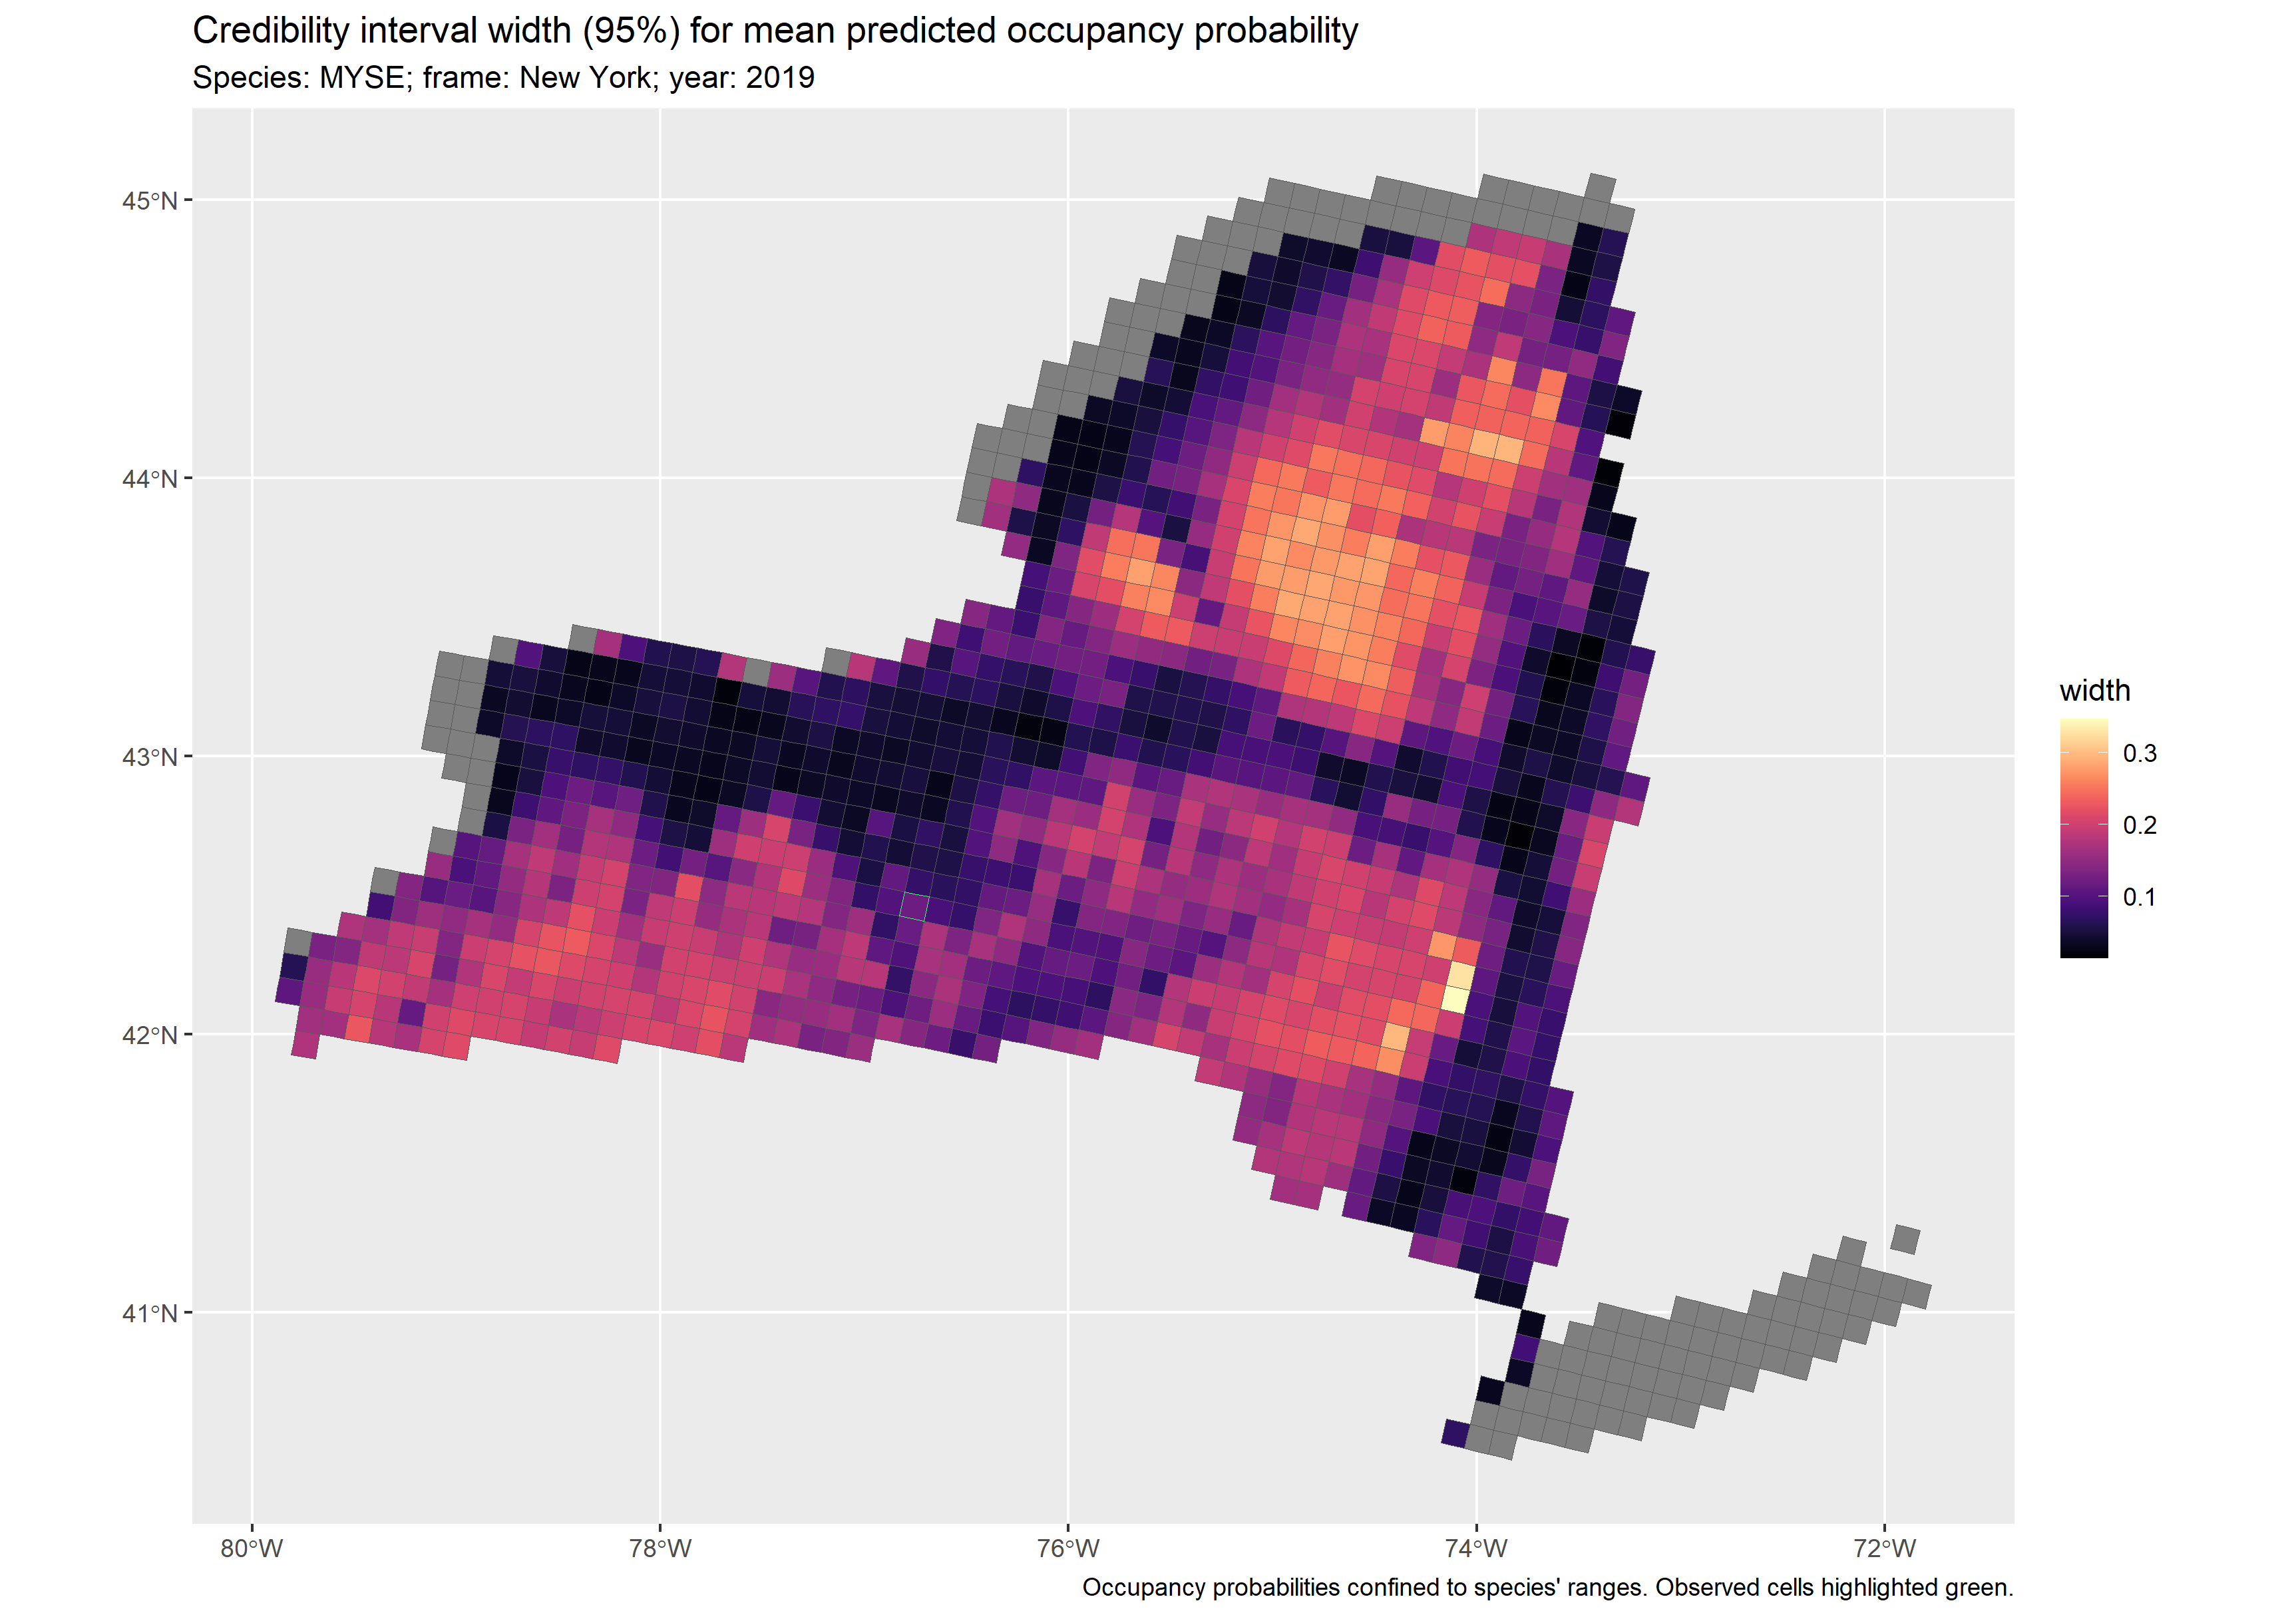 Credibility interval width (95%) for mean predicted occupancy probability
Species: MYSE; frame: New York; year: 2019
45°N
44°N
43°N
42°N
41°N
80°W
78°W
76°W
74°W
72°W
width
0.3
0.2
0.1
Occupancy probabilities confined to species' ranges. Observed cells highlighted green.